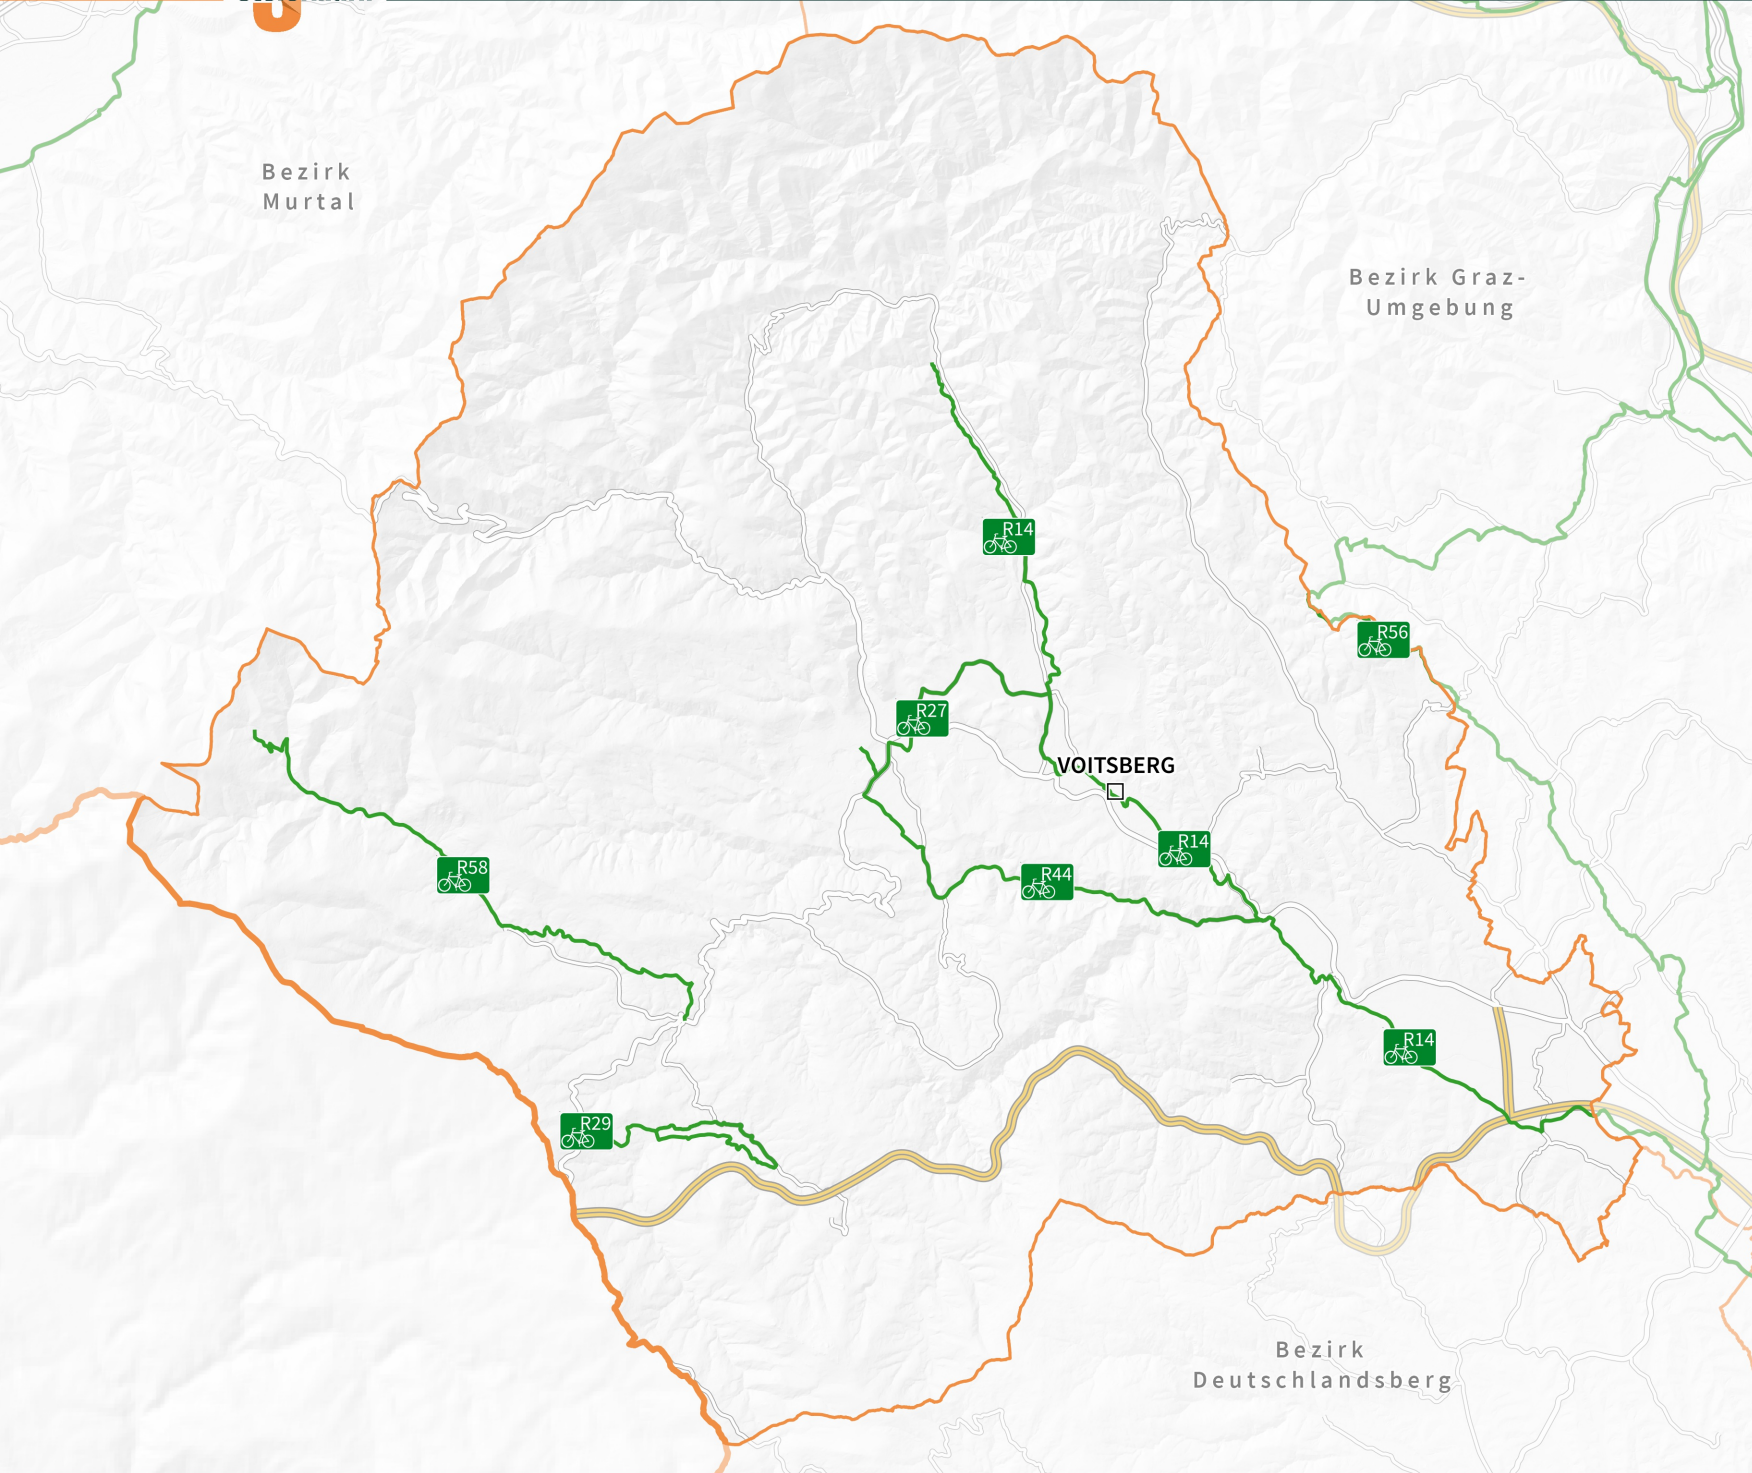 Bezirk
Murtal
Bezirk Graz-
Umgebung
R14
R56
R27
VOITSBERG
R14
R58
R44
R14
R29
Bezirk
Deutschlandsberg